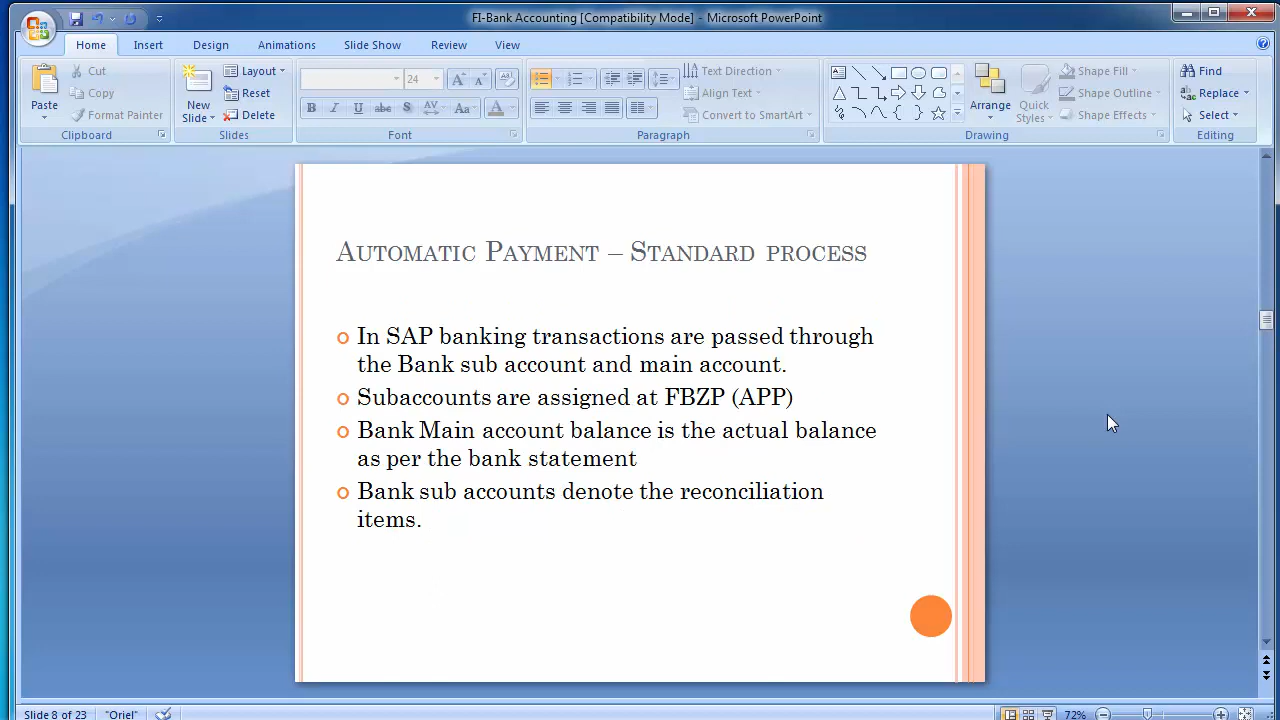 FI-Bank Accounting [Compatibility Mode] - Microsoft PowerPoint
Home Insert Design Animations Slide Show Review View
Paste
Cut
Copy
Format Painter
Clipboard
New Slide
Layout
Reset
Delete
Slides
24
B I U abc S AV Aa A
Font
Text Direction
Align Text
Convert to SmartArt
Paragraph
Arrange
Quick Styles
Shape Fill
Shape Outline
Shape Effects
Drawing
Find
Replace
Select
Editing
Automatic Payment – Standard process
In SAP banking transactions are passed through
the Bank sub account and main account.
Subaccounts are assigned at FBZP (APP)
Bank Main account balance is the actual balance
as per the bank statement
Bank sub accounts denote the reconciliation
items.
Slide 8 of 23 "Oriel" 72%